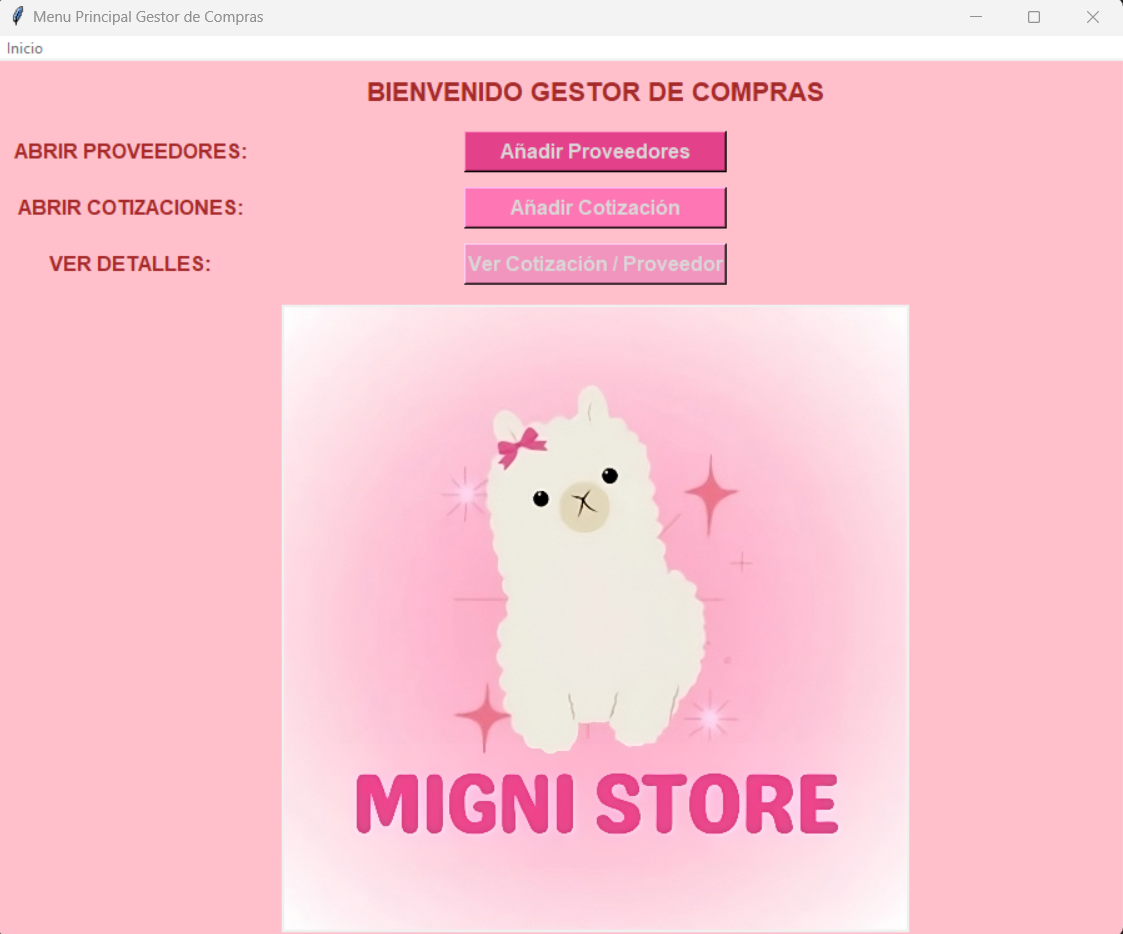 Menu Principal Gestor de Compras
Inicio
BIENVENIDO GESTOR DE COMPRAS
ABRIR PROVEEDORES: Añadir Proveedores
ABRIR COTIZACIONES: Añadir Cotización
VER DETALLES: Ver Cotización / Proveedor
MIGNI STORE